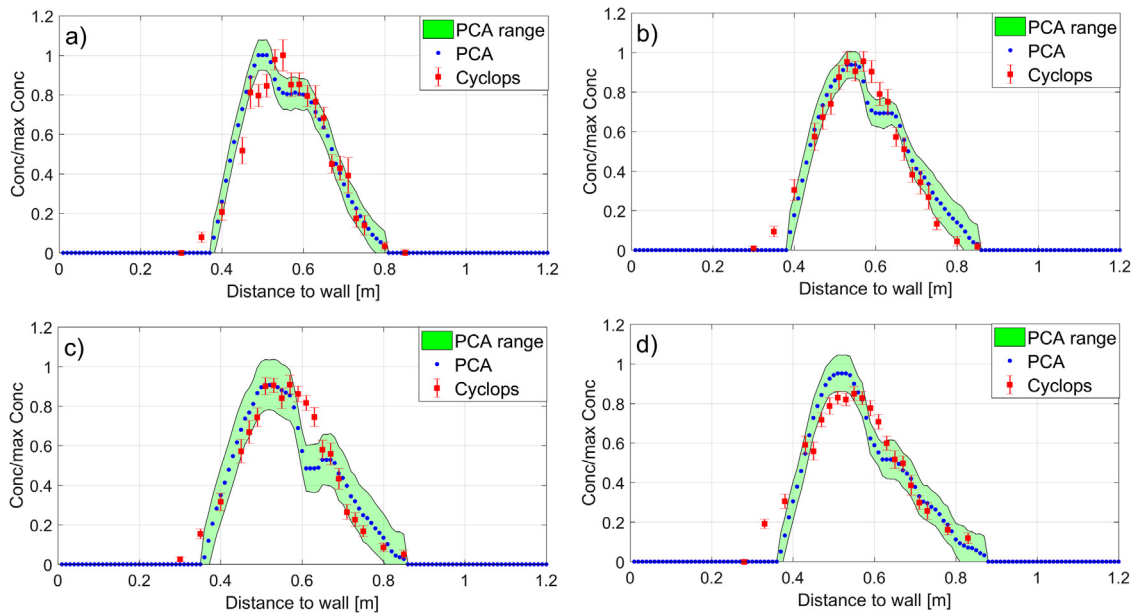 a)
PCA range
PCA
Cyclops
Conc/max Conc
1.2
1
0.8
0.6
0.4
0.2
0
0 0.2 0.4 0.6 0.8 1 1.2
Distance to wall [m]
b)
PCA range
PCA
Cyclops
Conc/max Conc
1.2
1
0.8
0.6
0.4
0.2
0
0 0.2 0.4 0.6 0.8 1 1.2
Distance to wall [m]
c)
PCA range
PCA
Cyclops
Conc/max Conc
1.2
1
0.8
0.6
0.4
0.2
0
0 0.2 0.4 0.6 0.8 1 1.2
Distance to wall [m]
d)
PCA range
PCA
Cyclops
Conc/max Conc
1.2
1
0.8
0.6
0.4
0.2
0
0 0.2 0.4 0.6 0.8 1 1.2
Distance to wall [m]